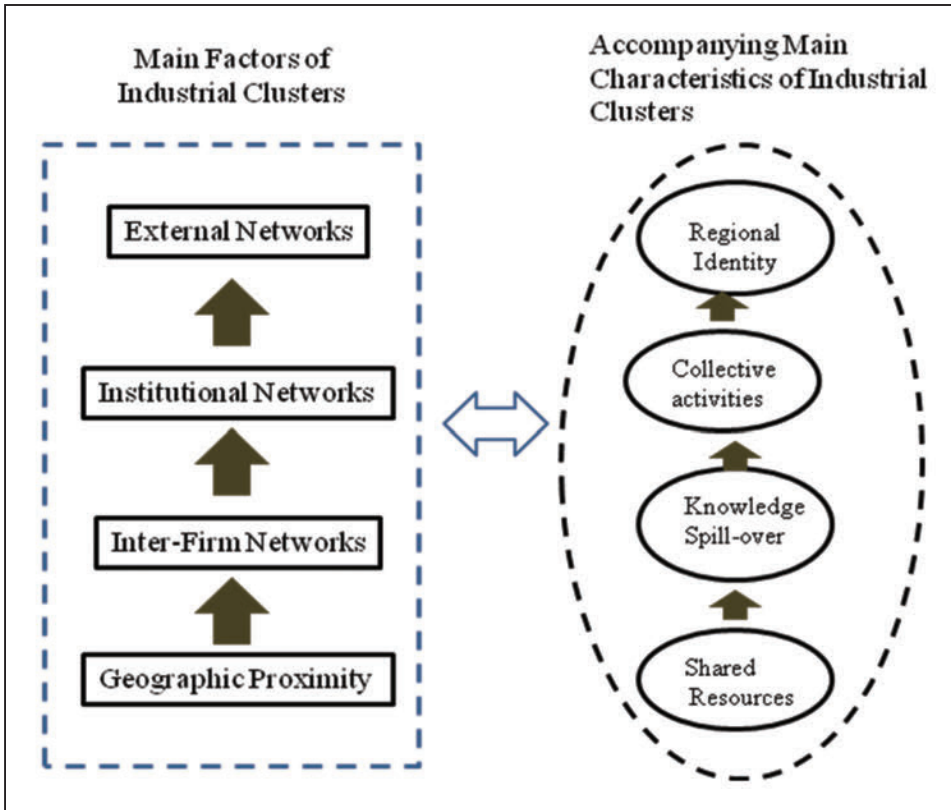 Main Factors of
Industrial Clusters
External Networks
Institutional Networks
Inter-Firm Networks
Geographic Proximity
Accompanying Main
Characteristics of Industrial
Clusters
Regional
Identity
Collective
activities
Knowledge
Spill-over
Shared
Resources